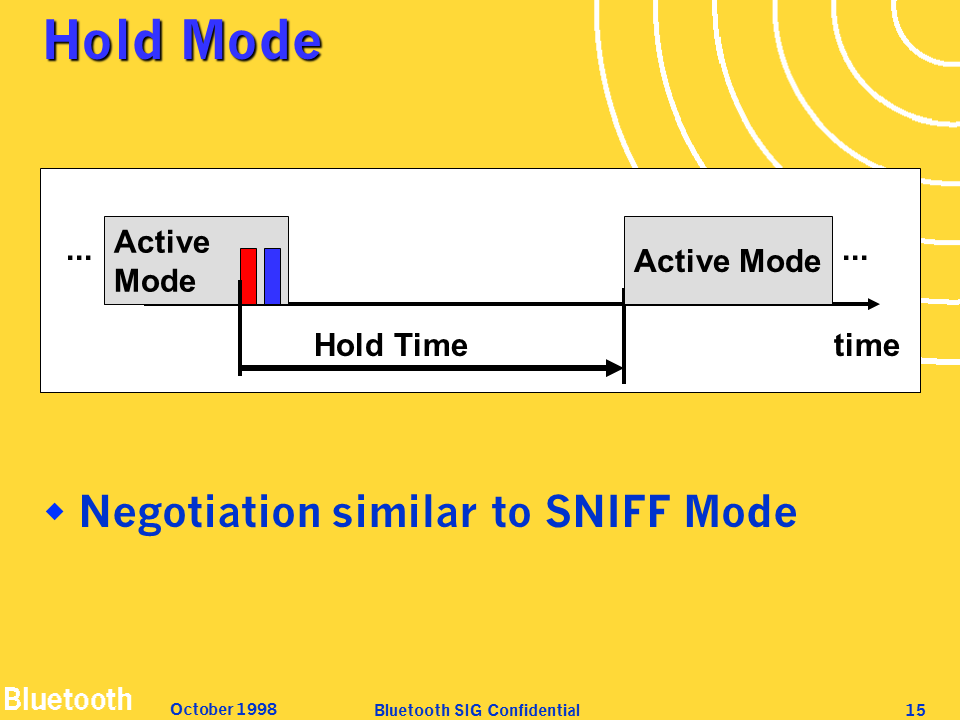 Hold Mode
...
Active
Mode
Active Mode
...
Hold Time
time
Negotiation similar to SNIFF Mode
Bluetooth
October 1998
Bluetooth SIG Confidential
15